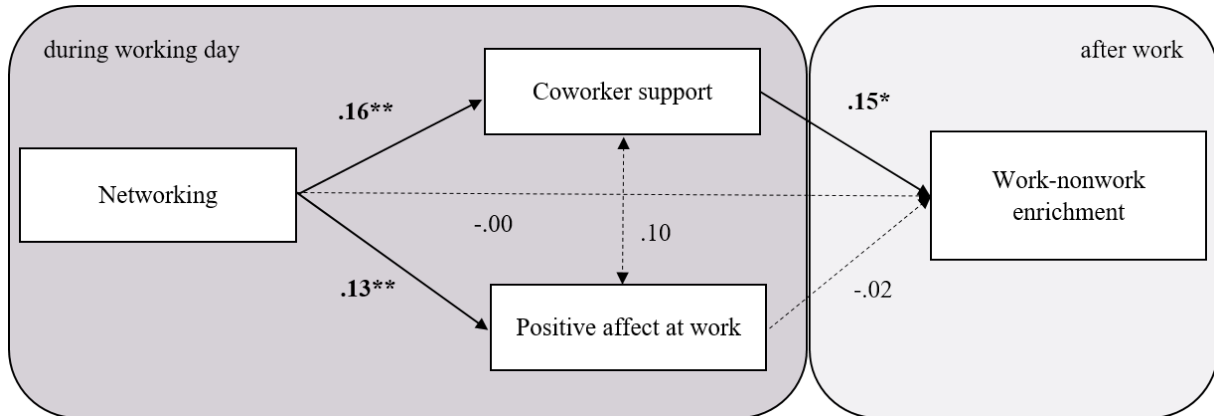 during working day
after work
Coworker support
.16**
.15*
Networking
Work-nonwork
enrichment
-.00
.10
.13**
-.02
Positive affect at work